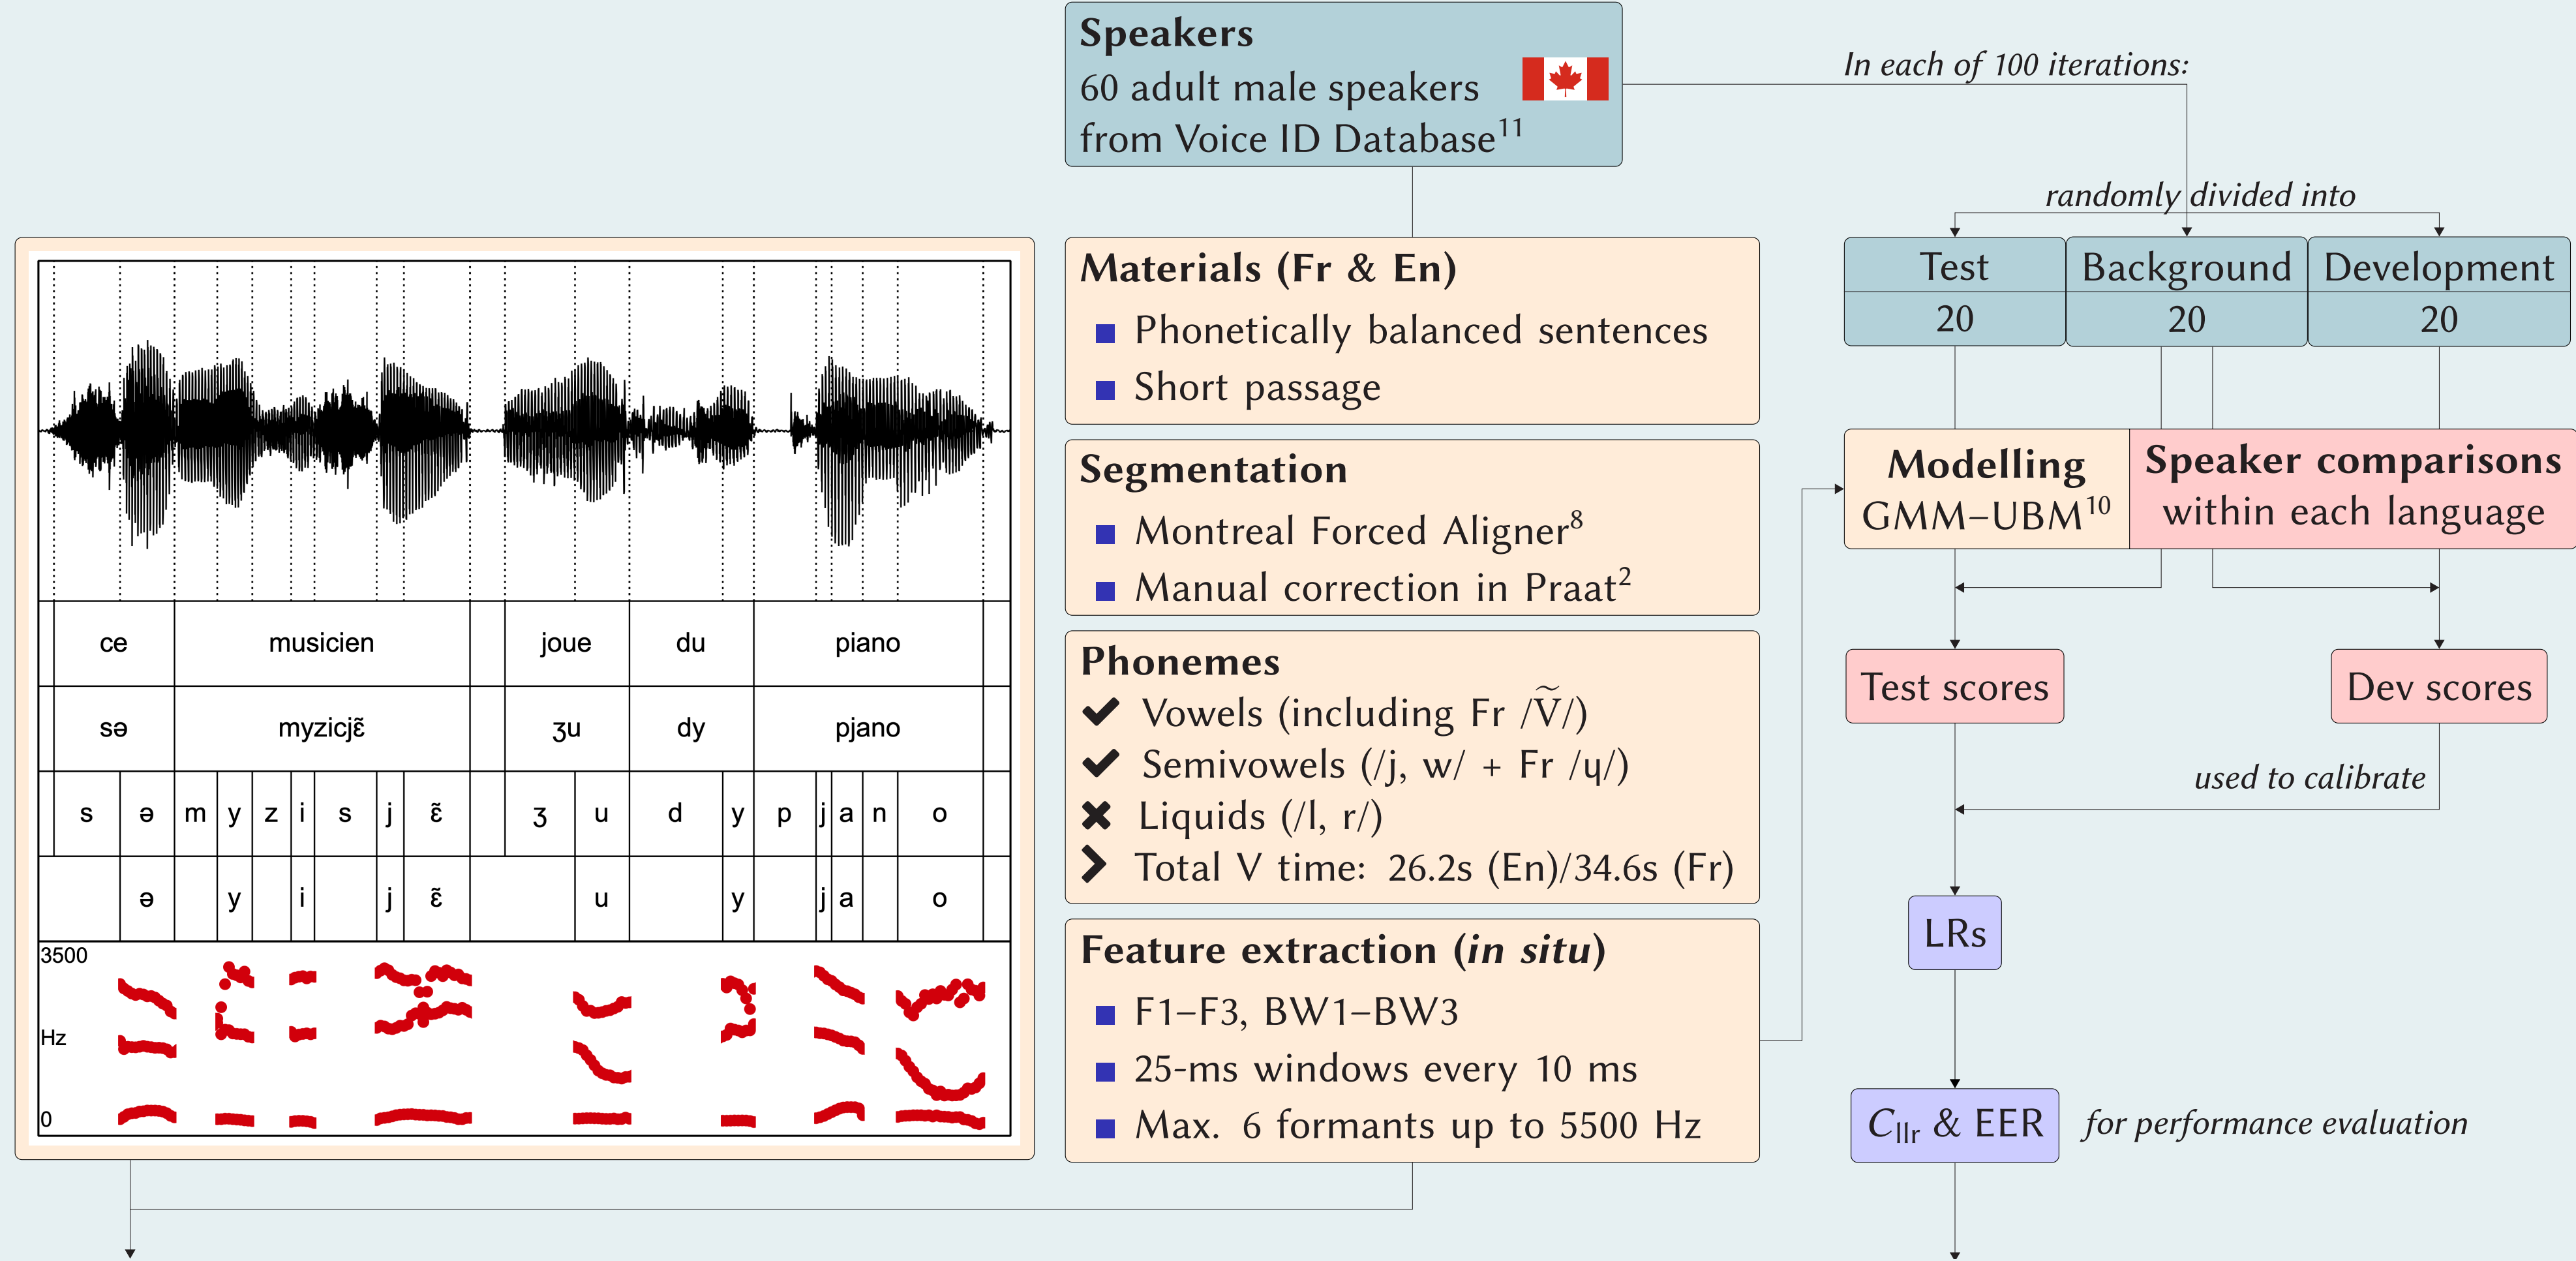 Speakers
60 adult male speakers
from Voice ID Database¹¹
In each of 100 iterations:
randomly divided into
Test Background Development
20 20 20
ce musicien joue du piano
sə myzicjɛ̃ ʒu dy pjano
s ə m y z i s j ɛ̃ ʒ u d y p j a n o
ə y i j ɛ̃ u y j a o
3500
Hz
0
Materials (Fr & En)
Phonetically balanced sentences
Short passage
Segmentation
Montreal Forced Aligner⁸
Manual correction in Praat²
Phonemes
✔ Vowels (including Fr /Ṽ/)
✔ Semivowels (/j, w/ + Fr /ɥ/)
✖ Liquids (/l, r/)
Total V time: 26.2s (En)/34.6s (Fr)
Feature extraction (in situ)
F1–F3, BW1–BW3
25-ms windows every 10 ms
Max. 6 formants up to 5500 Hz
Modelling
GMM–UBM¹⁰
Speaker comparisons
within each language
Test scores
Dev scores
used to calibrate
LRs
Cllr & EER
for performance evaluation